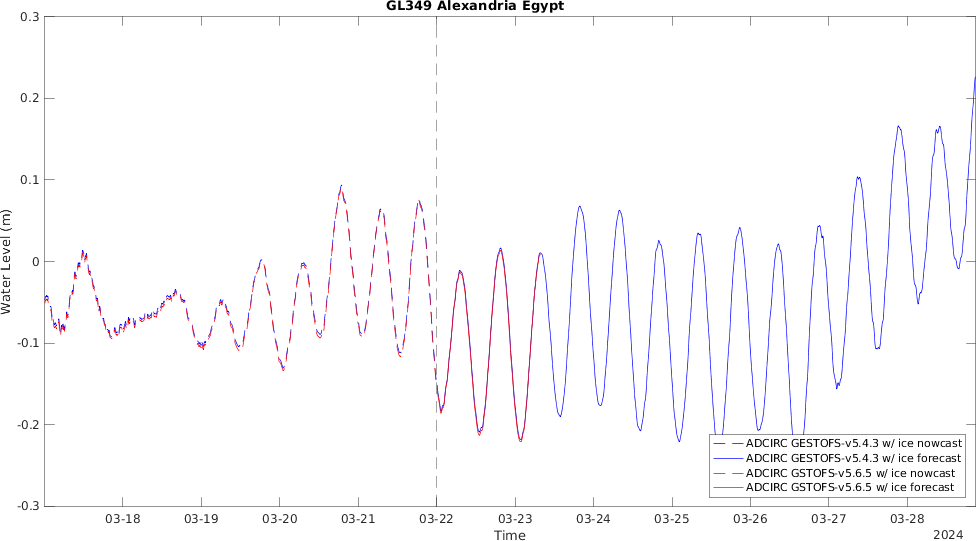 GL349 Alexandria Egypt
0.3
0.2
0.1
0
-0.1
-0.2
-0.3
Water Level (m)
ADCIRC GESTOFS-v5.4.3 w/ ice nowcast
ADCIRC GESTOFS-v5.4.3 w/ ice forecast
ADCIRC GSTOFS-v5.6.5 w/ ice nowcast
ADCIRC GSTOFS-v5.6.5 w/ ice forecast
03-18 03-19 03-20 03-21 03-22 03-23 03-24 03-25 03-26 03-27 03-28
Time
2024